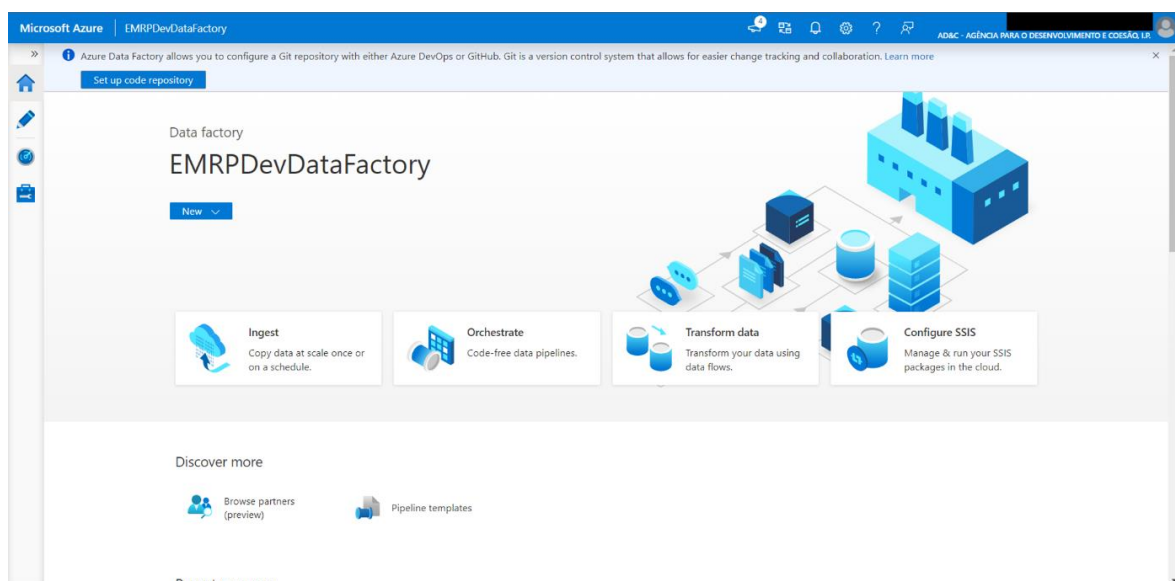 Microsoft Azure
EMRPDevDataFactory
4
AD&C - AGÊNCIA PARA O DESENVOLVIMENTO E COESÃO, I.P.
»
Azure Data Factory allows you to configure a Git repository with either Azure DevOps or GitHub. Git is a version control system that allows for easier change tracking and collaboration. Learn more
Set up code repository
Data factory
EMRPDevDataFactory
New
Ingest
Copy data at scale once or
on a schedule.
Orchestrate
Code-free data pipelines.
Transform data
Transform your data using
data flows.
Configure SSIS
Manage & run your SSIS
packages in the cloud.
Discover more
Browse partners
(preview)
Pipeline templates